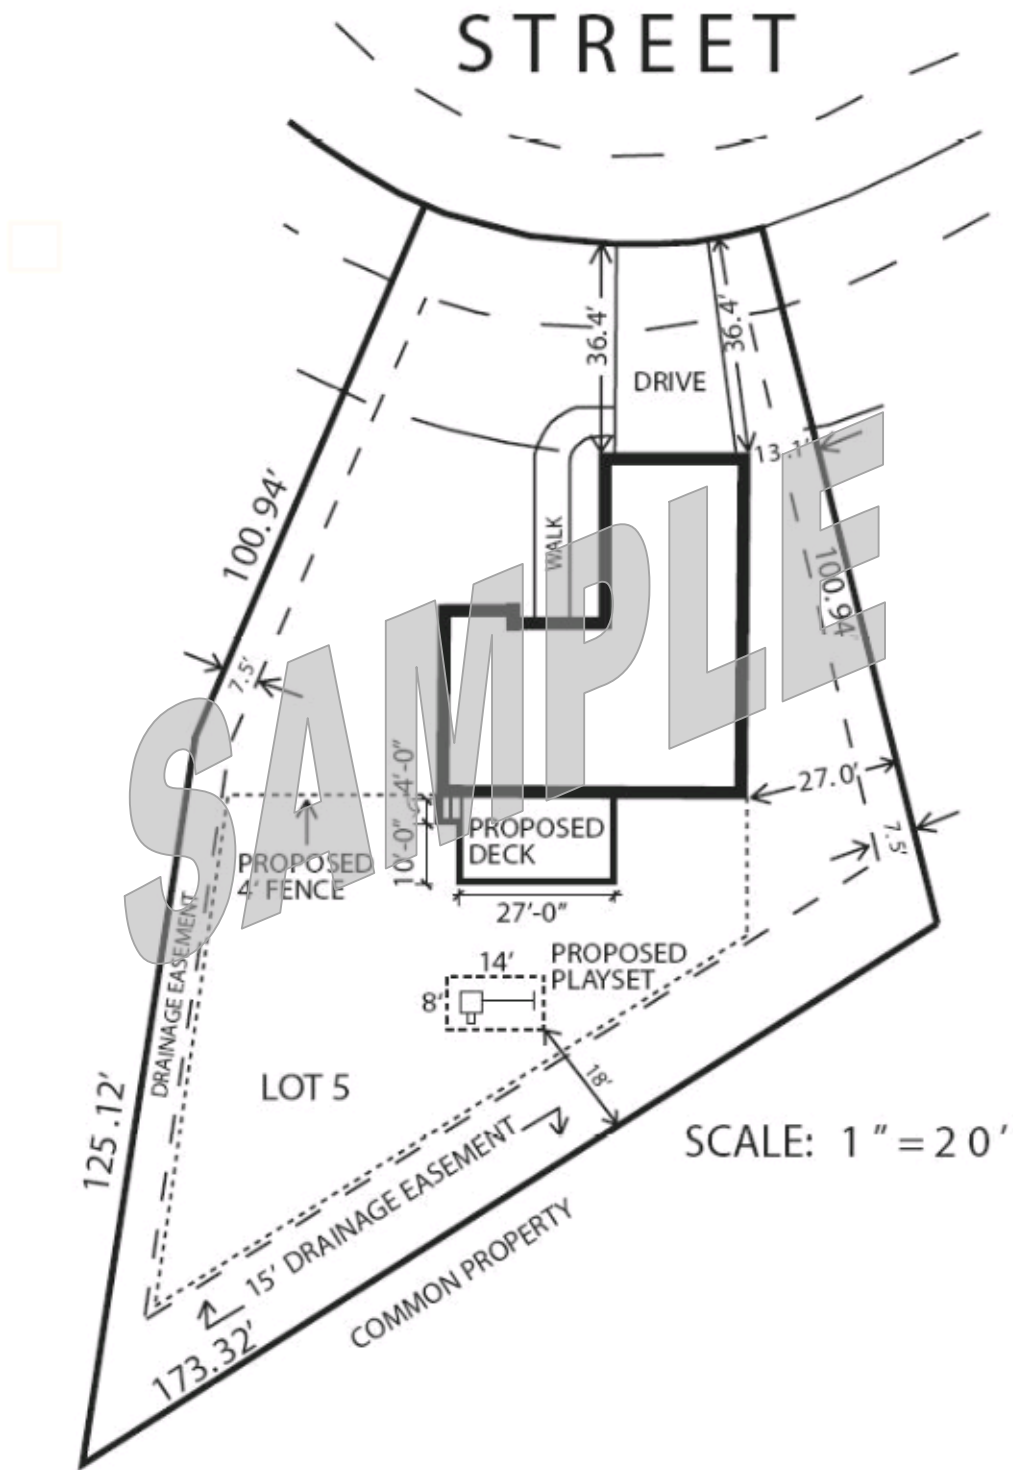 STREET
36.4'
36.4'
DRIVE
13.1'
100.94'
WALK
100.94'
7.5'
SAMPLE
4'-0"
27.0'
10'-0"
PROPOSED
DECK
7.5'
PROPOSED
4' FENCE
27'-0"
DRAINAGE EASEMENT
PROPOSED
PLAYSET
14'
8'
18'
LOT 5
125.12'
SCALE: 1"=20'
15' DRAINAGE EASEMENT
COMMON PROPERTY
173.32'